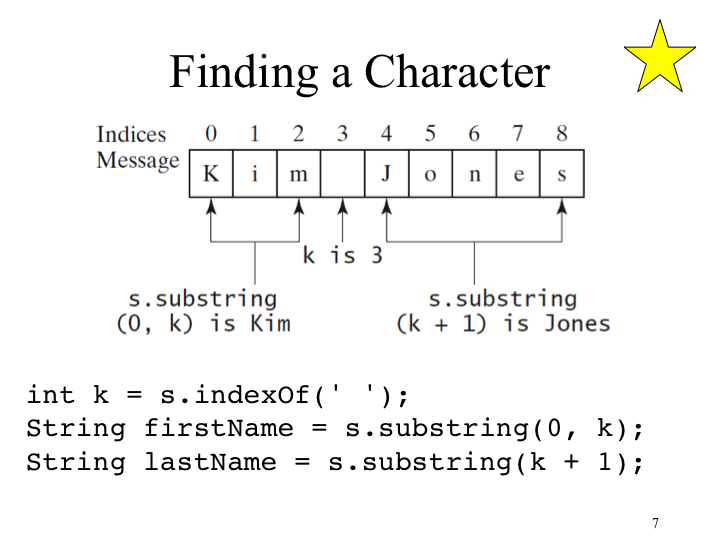 Finding a Character
Indices 0 1 2 3 4 5 6 7 8
Message K i m J o n e s
k is 3
s.substring s.substring
(0, k) is Kim (k + 1) is Jones
int k = s.indexOf(' ');
String firstName = s.substring(0, k);
String lastName = s.substring(k + 1);
7